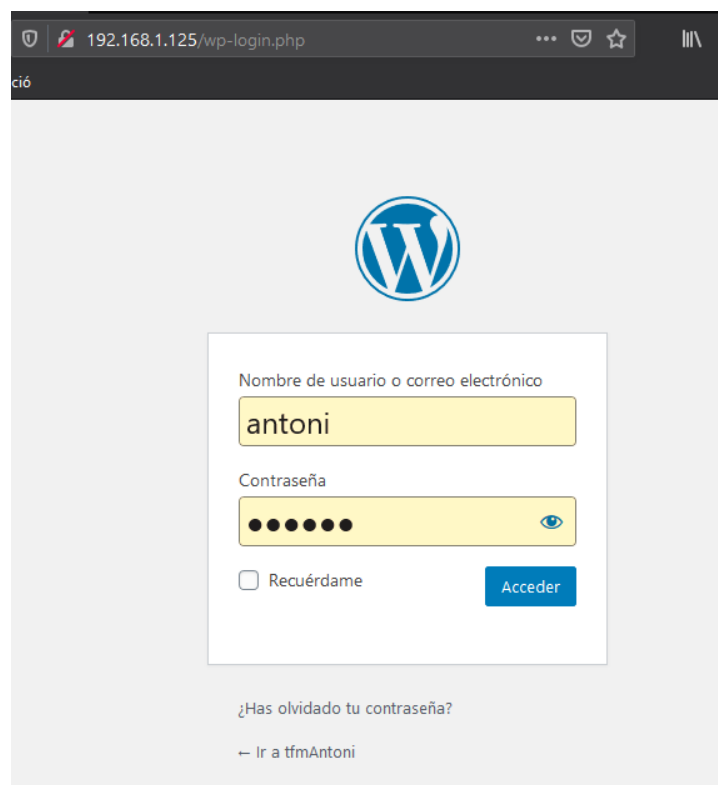 192.168.1.125/wp-login.php
ció
Nombre de usuario o correo electrónico
antoni
Contraseña
●●●●●●
Recuérdame
Acceder
¿Has olvidado tu contraseña?
← Ir a tfmAntoni